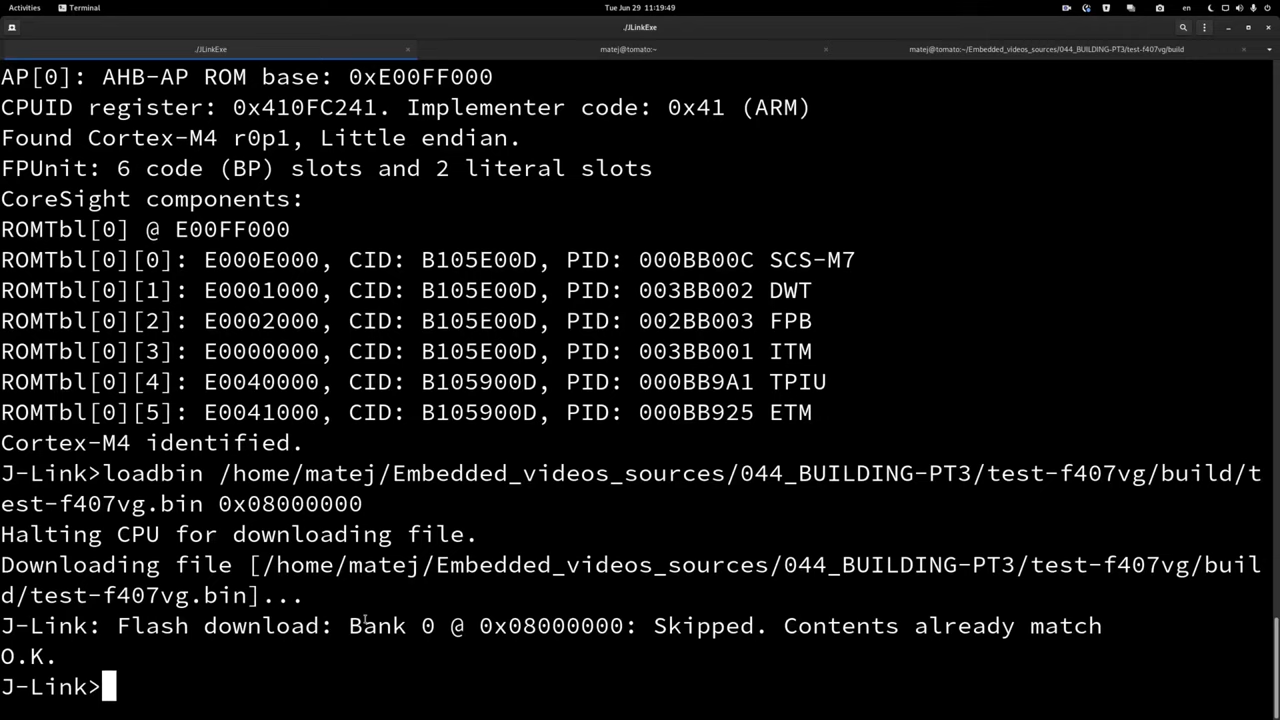 Activities
Terminal
Tue Jun 29 11:19:49
en
./JLinkExe
./JLinkExe
matej@tomato:~
matej@tomato:~/Embedded_videos_sources/044_BUILDING-PT3/test-f407vg/build
AP[0]: AHB-AP ROM base: 0xE00FF000
CPUID register: 0x410FC241. Implementer code: 0x41 (ARM)
Found Cortex-M4 r0p1, Little endian.
FPUnit: 6 code (BP) slots and 2 literal slots
CoreSight components:
ROMTbl[0] @ E00FF000
ROMTbl[0][0]: E000E000, CID: B105E00D, PID: 000BB00C SCS-M7
ROMTbl[0][1]: E0001000, CID: B105E00D, PID: 003BB002 DWT
ROMTbl[0][2]: E0002000, CID: B105E00D, PID: 002BB003 FPB
ROMTbl[0][3]: E0000000, CID: B105E00D, PID: 003BB001 ITM
ROMTbl[0][4]: E0040000, CID: B105900D, PID: 000BB9A1 TPIU
ROMTbl[0][5]: E0041000, CID: B105900D, PID: 000BB925 ETM
Cortex-M4 identified.
J-Link>loadbin /home/matej/Embedded_videos_sources/044_BUILDING-PT3/test-f407vg/build/t
est-f407vg.bin 0x08000000
Halting CPU for downloading file.
Downloading file [/home/matej/Embedded_videos_sources/044_BUILDING-PT3/test-f407vg/buil
d/test-f407vg.bin]...
J-Link: Flash download: Bank 0 @ 0x08000000: Skipped. Contents already match
O.K.
J-Link>